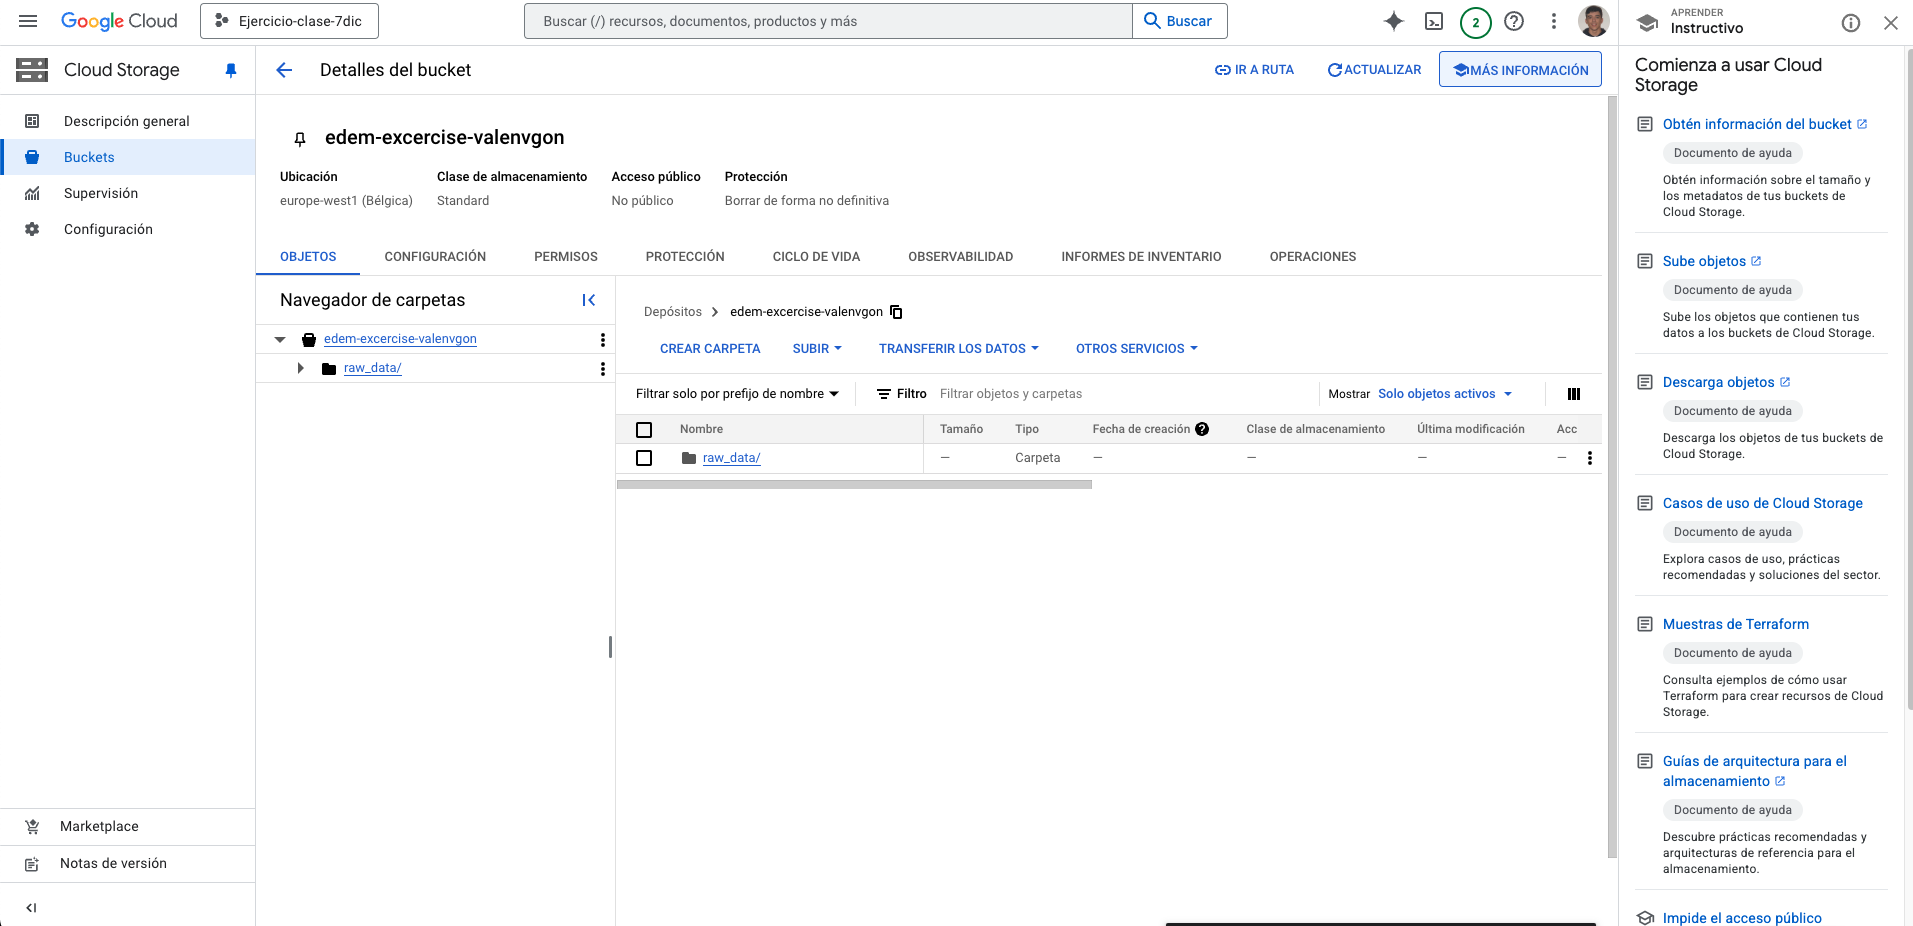 Google Cloud
Ejercicio-clase-7dic
Buscar (/) recursos, documentos, productos y más
Buscar
2
APRENDER
Instructivo
Cloud Storage
Descripción general
Buckets
Supervisión
Configuración
Marketplace
Notas de versión
Detalles del bucket
IR A RUTA
ACTUALIZAR
MÁS INFORMACIÓN
edem-excercise-valenvgon
Ubicación
europe-west1 (Bélgica)
Clase de almacenamiento
Standard
Acceso público
No público
Protección
Borrar de forma no definitiva
OBJETOS CONFIGURACIÓN PERMISOS PROTECCIÓN CICLO DE VIDA OBSERVABILIDAD INFORMES DE INVENTARIO OPERACIONES
Navegador de carpetas
edem-excercise-valenvgon
raw_data/
Depósitos > edem-excercise-valenvgon
CREAR CARPETA SUBIR TRANSFERIR LOS DATOS OTROS SERVICIOS
Filtrar solo por prefijo de nombre Filtro Filtrar objetos y carpetas Mostrar Solo objetos activos
Nombre Tamaño Tipo Fecha de creación Clase de almacenamiento Última modificación Acc
raw_data/ — Carpeta — — — —
Comienza a usar Cloud
Storage
Obtén información del bucket
Documento de ayuda
Obtén información sobre el tamaño y
los metadatos de tus buckets de
Cloud Storage.
Sube objetos
Documento de ayuda
Sube los objetos que contienen tus
datos a los buckets de Cloud Storage.
Descarga objetos
Documento de ayuda
Descarga los objetos de tus buckets de
Cloud Storage.
Casos de uso de Cloud Storage
Documento de ayuda
Explora casos de uso, prácticas
recomendadas y soluciones del sector.
Muestras de Terraform
Documento de ayuda
Consulta ejemplos de cómo usar
Terraform para crear recursos de Cloud
Storage.
Guías de arquitectura para el
almacenamiento
Documento de ayuda
Descubre prácticas recomendadas y
arquitecturas de referencia para el
almacenamiento.
Impide el acceso público